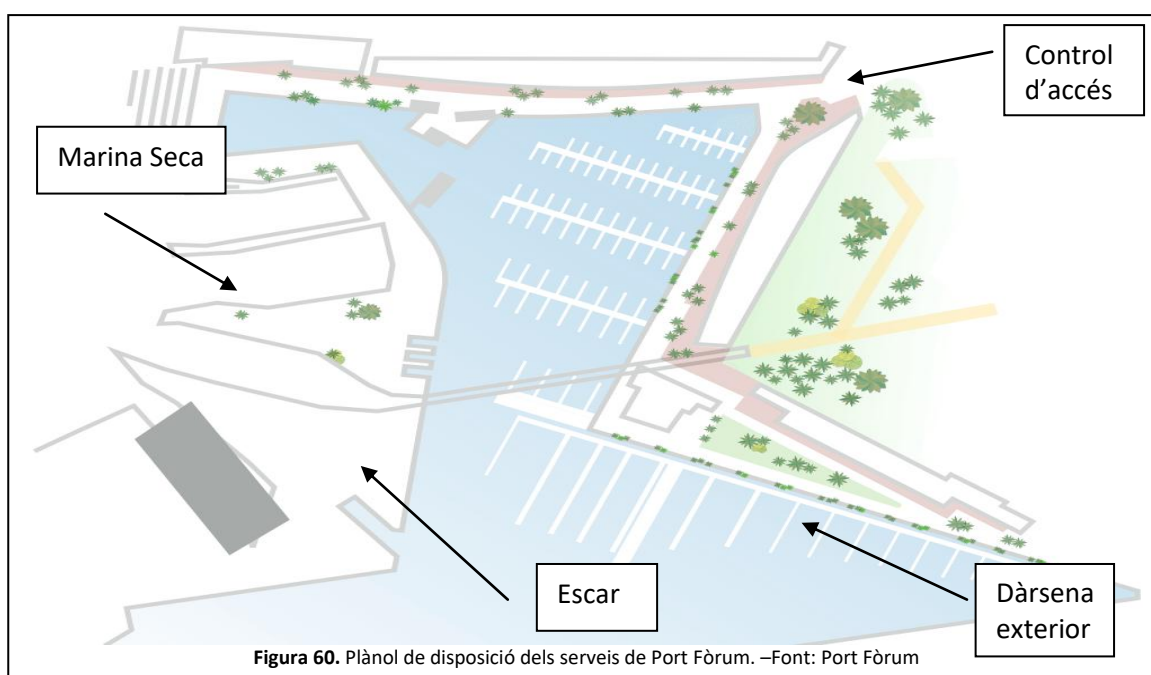 Control
d’accés
Marina Seca
Escar
Dàrsena
exterior
Figura 60. Plànol de disposició dels serveis de Port Fòrum. –Font: Port Fòrum